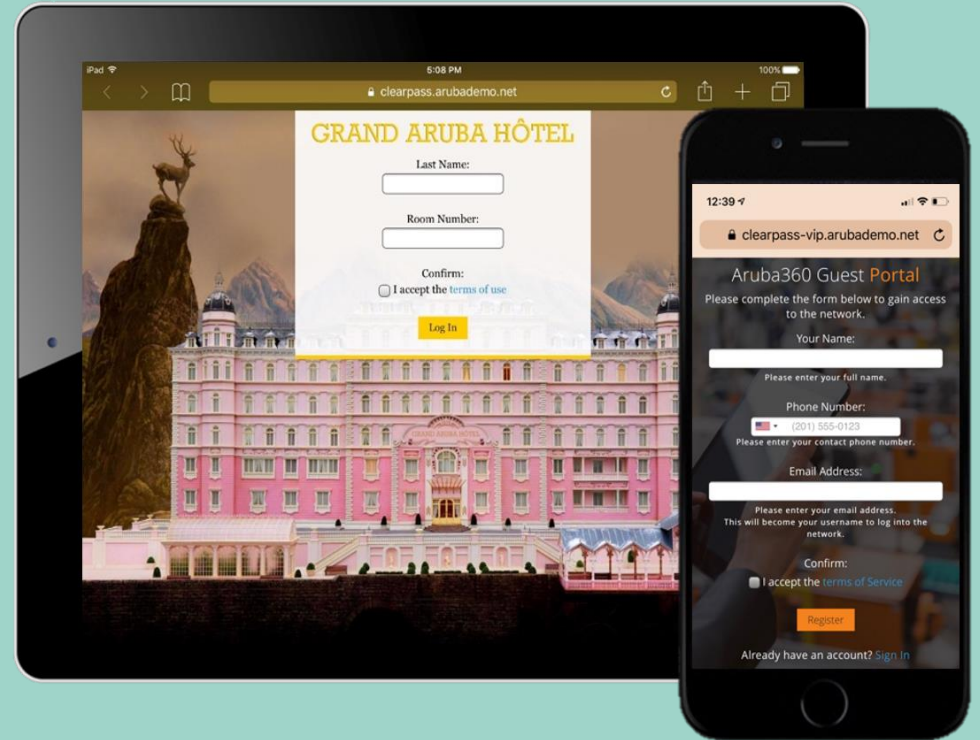 iPad
5:08 PM
100%
clearpass.arubademo.net
GRAND ARUBA HÔTEL
Last Name:
Room Number:
Confirm:
I accept the terms of use
Log In
GRAND ARUBA HÔTEL
12:39
clearpass-vip.arubademo.net
Aruba360 Guest Portal
Please complete the form below to gain access
to the network.
Your Name:
Please enter your full name.
Phone Number:
(201) 555-0123
Please enter your contact phone number.
Email Address:
Please enter your email address.
This will become your username to log into the
network.
Confirm:
I accept the terms of Service
Register
Already have an account? Sign In